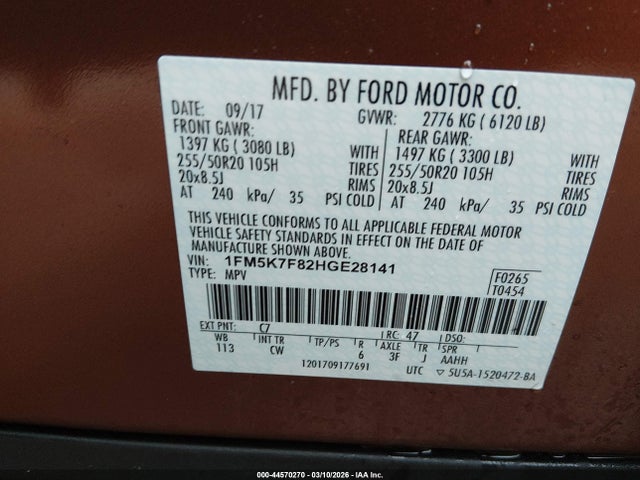 MFD. BY FORD MOTOR CO.
DATE: 09/17 GVWR: 2776 KG ( 6120 LB)
FRONT GAWR: REAR GAWR:
1397 KG ( 3080 LB) WITH 1497 KG ( 3300 LB) WITH
255/50R20 105H TIRES 255/50R20 105H TIRES
20x8.5J RIMS 20x8.5J RIMS
AT 240 kPa/ 35 PSI COLD AT 240 kPa/ 35 PSI COLD
THIS VEHICLE CONFORMS TO ALL APPLICABLE FEDERAL MOTOR
VEHICLE SAFETY STANDARDS IN EFFECT ON THE DATE OF
MANUFACTURE SHOWN ABOVE.
VIN: 1FM5K7F82HGE28141
TYPE: MPV
F0265
T0454
EXT PNT: C7 RC: 47 DSO:
WB INT TR TP/PS R AXLE TR SPR
113 CW 6 3F J AAHH
1201709177691 UTC ▽ 5U5A-1520472-BA
000-44570270 - 03/10/2026 - IAA Inc.